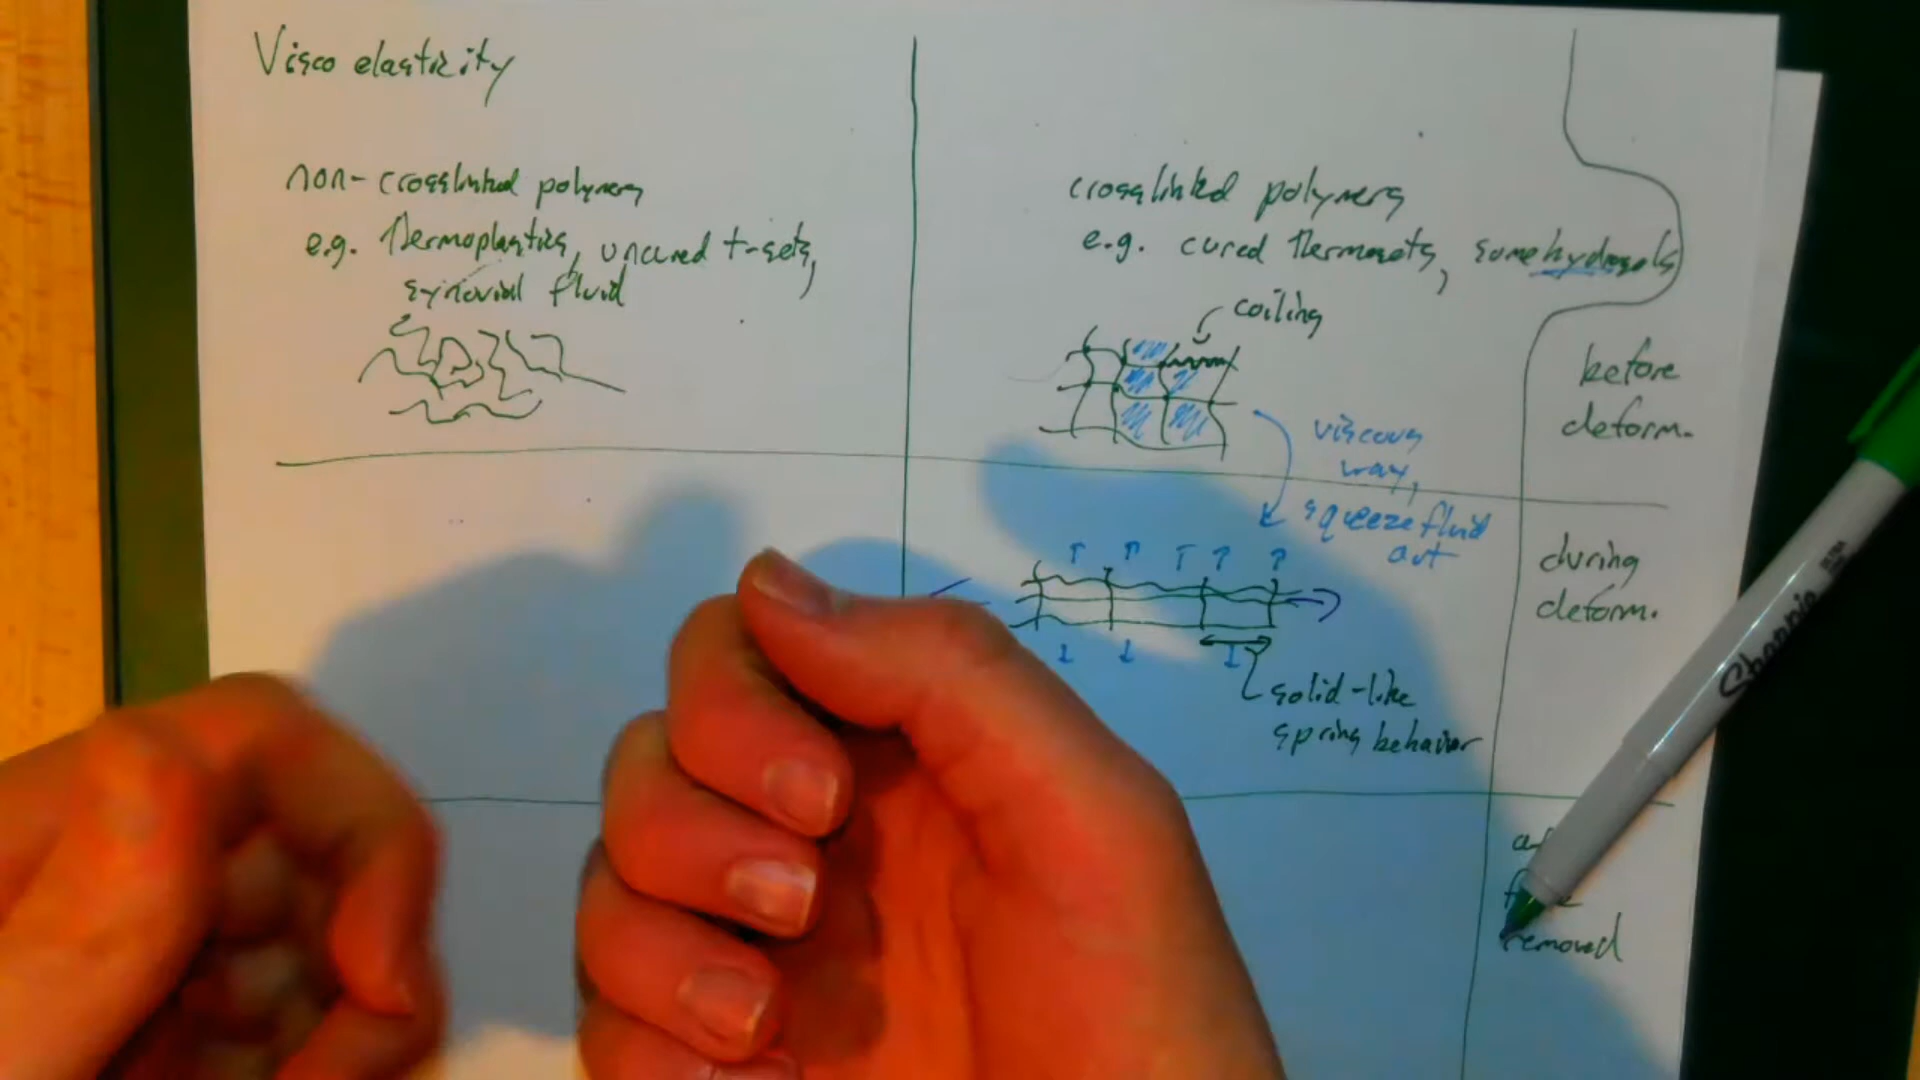 Visco elasticity
non-crosslinked polymers
e.g. thermoplastics, uncured t-sets,
synovial fluid
crosslinked polymers
e.g. cured thermosets, some hydrogels
coiling
before
deform.
viscous
way,
squeeze fluid
out
during
deform.
solid-like
spring behavior
removed
Sharpie